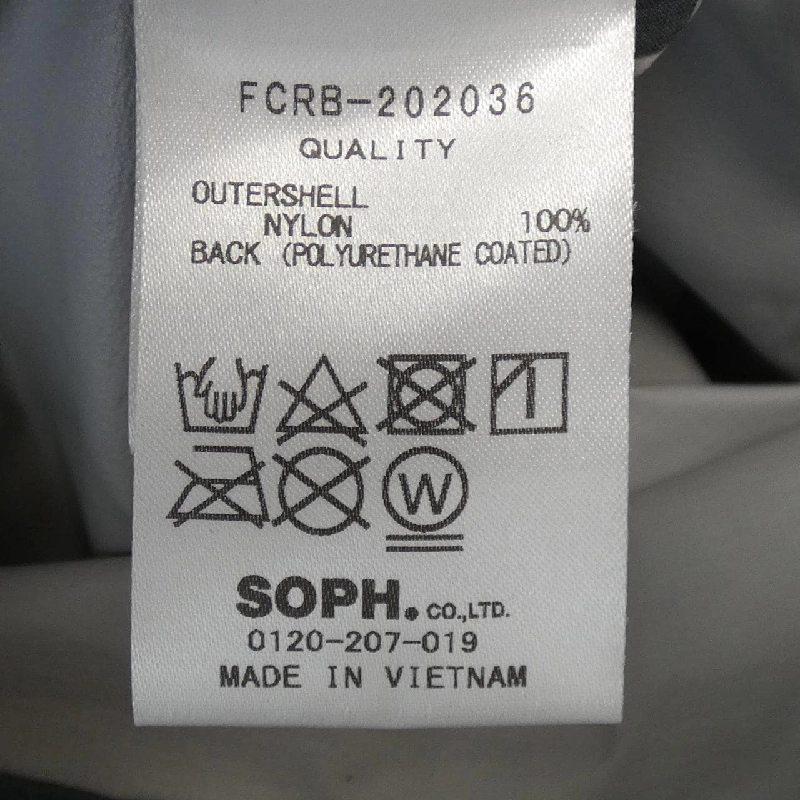 FCRB-202036
QUALITY
OUTERSHELL
NYLON 100%
BACK (POLYURETHANE COATED)
W
SOPH. CO.,LTD.
0120-207-019
MADE IN VIETNAM